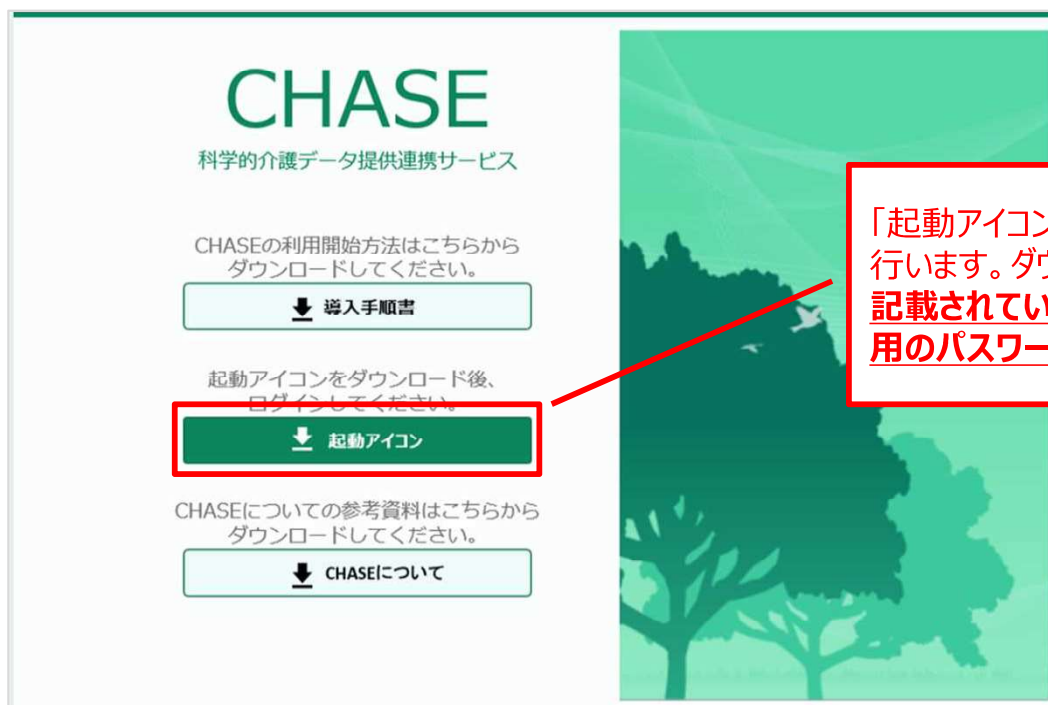 CHASE
科学的介護データ提供連携サービス
CHASEの利用開始方法はこちらから
ダウンロードしてください。
導入手順書
起動アイコンをダウンロード後、
ログインしてください。
起動アイコン
CHASEについての参考資料はこちらから
ダウンロードしてください。
CHASEについて
「起動アイコン
行います。ダウ
記載されてい
用のパスワー